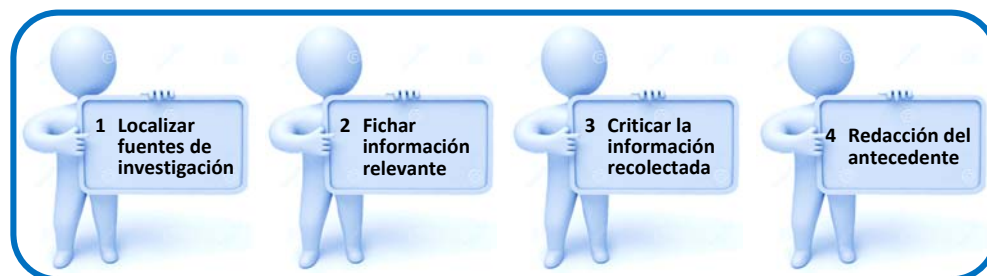 1 Localizar
fuentes de
investigación
2 Fichar
información
relevante
3 Criticar la
información
recolectada
4 Redacción del
antecedente